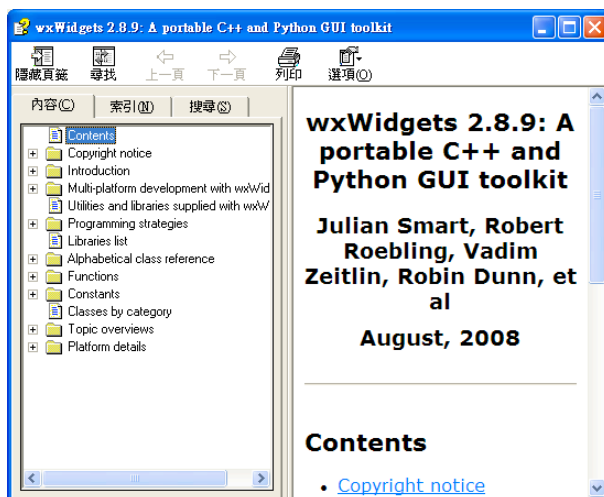 wxWidgets 2.8.9: A portable C++ and Python GUI toolkit
隱藏頁籤 尋找 上一頁 下一頁 列印 選項(O)
內容(C) 索引(N) 搜尋(S)
Contents
Copyright notice
Introduction
Multi-platform development with wxWid
Utilities and libraries supplied with wxW
Programming strategies
Libraries list
Alphabetical class reference
Functions
Constants
Classes by category
Topic overviews
Platform details
wxWidgets 2.8.9: A
portable C++ and
Python GUI toolkit
Julian Smart, Robert
Roebling, Vadim
Zeitlin, Robin Dunn, et
al
August, 2008
Contents
• Copyright notice